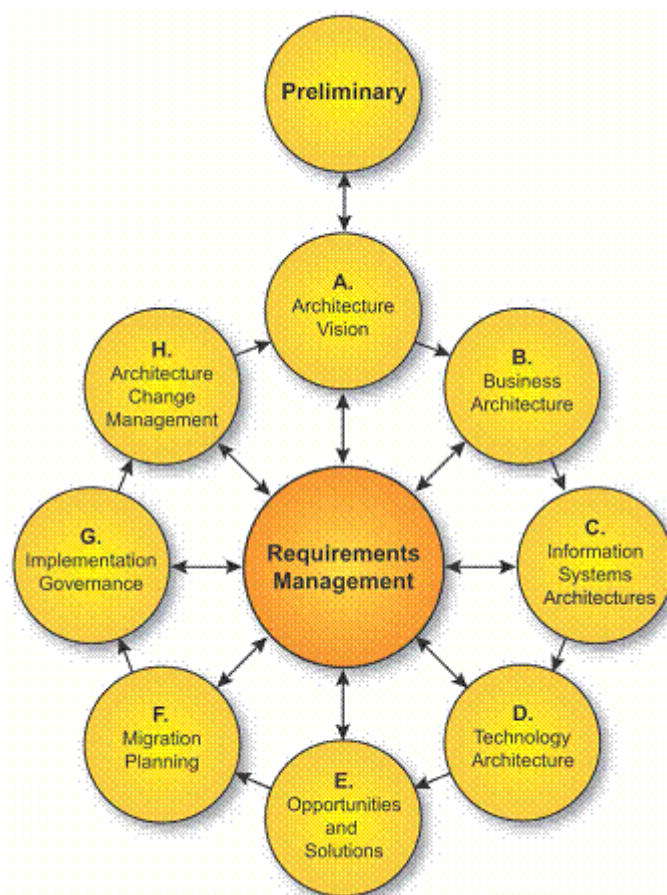 Preliminary
A.
Architecture
Vision
B.
Business
Architecture
C.
Information
Systems
Architectures
D.
Technology
Architecture
E.
Opportunities
and
Solutions
F.
Migration
Planning
G.
Implementation
Governance
H.
Architecture
Change
Management
Requirements
Management